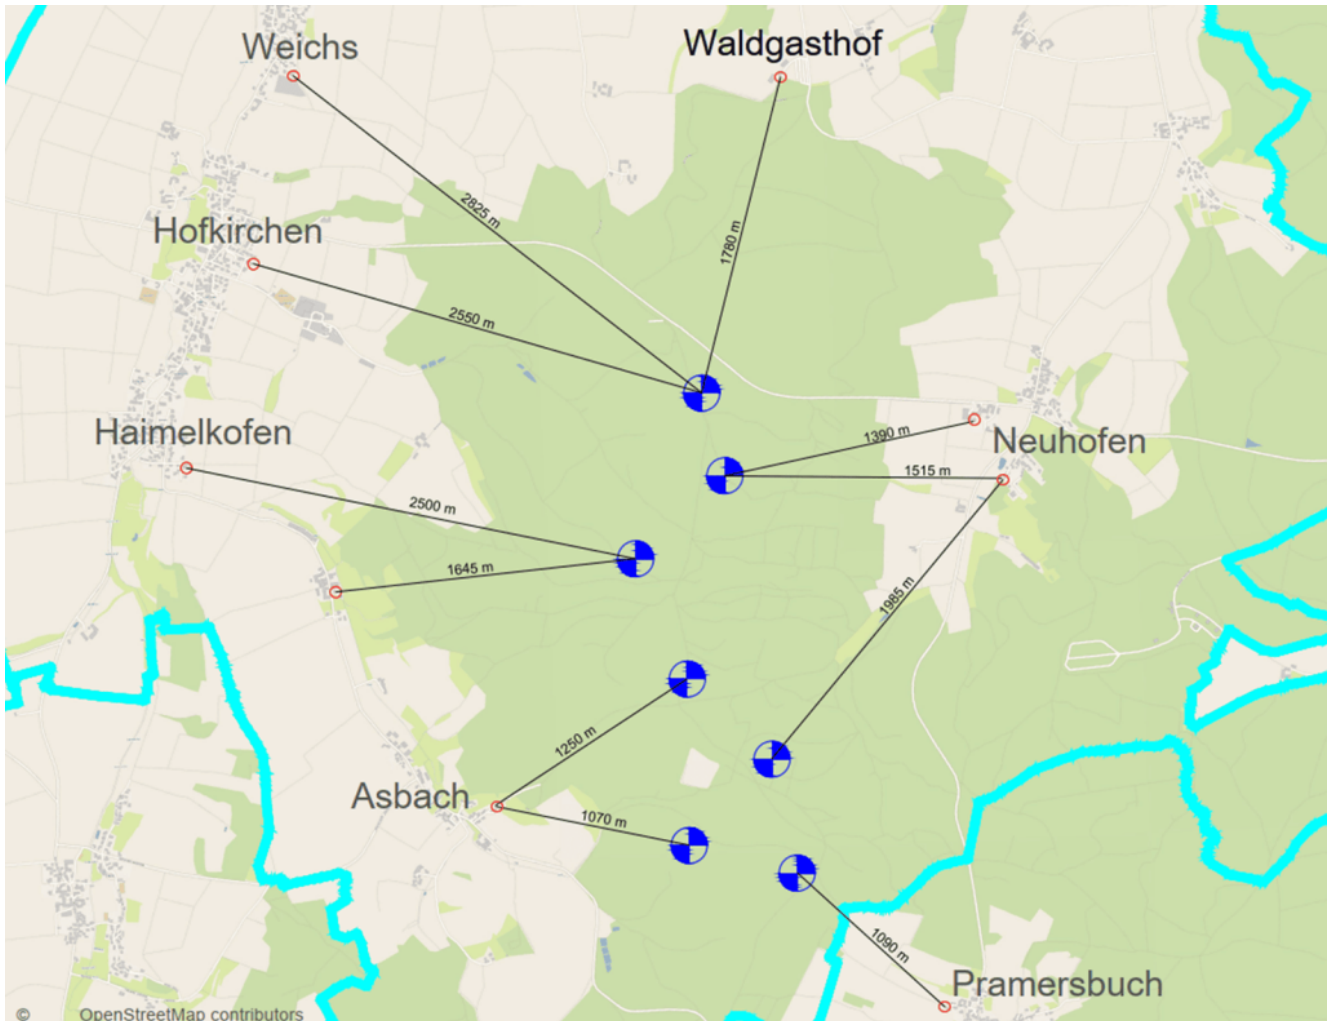 Weichs
Waldgasthof
2825 m
1780 m
Hofkirchen
2550 m
Haimelkofen
1390 m
Neuhofen
1515 m
2500 m
1645 m
1985 m
1250 m
Asbach
1070 m
1090 m
Pramersbuch
© OpenStreetMap contributors